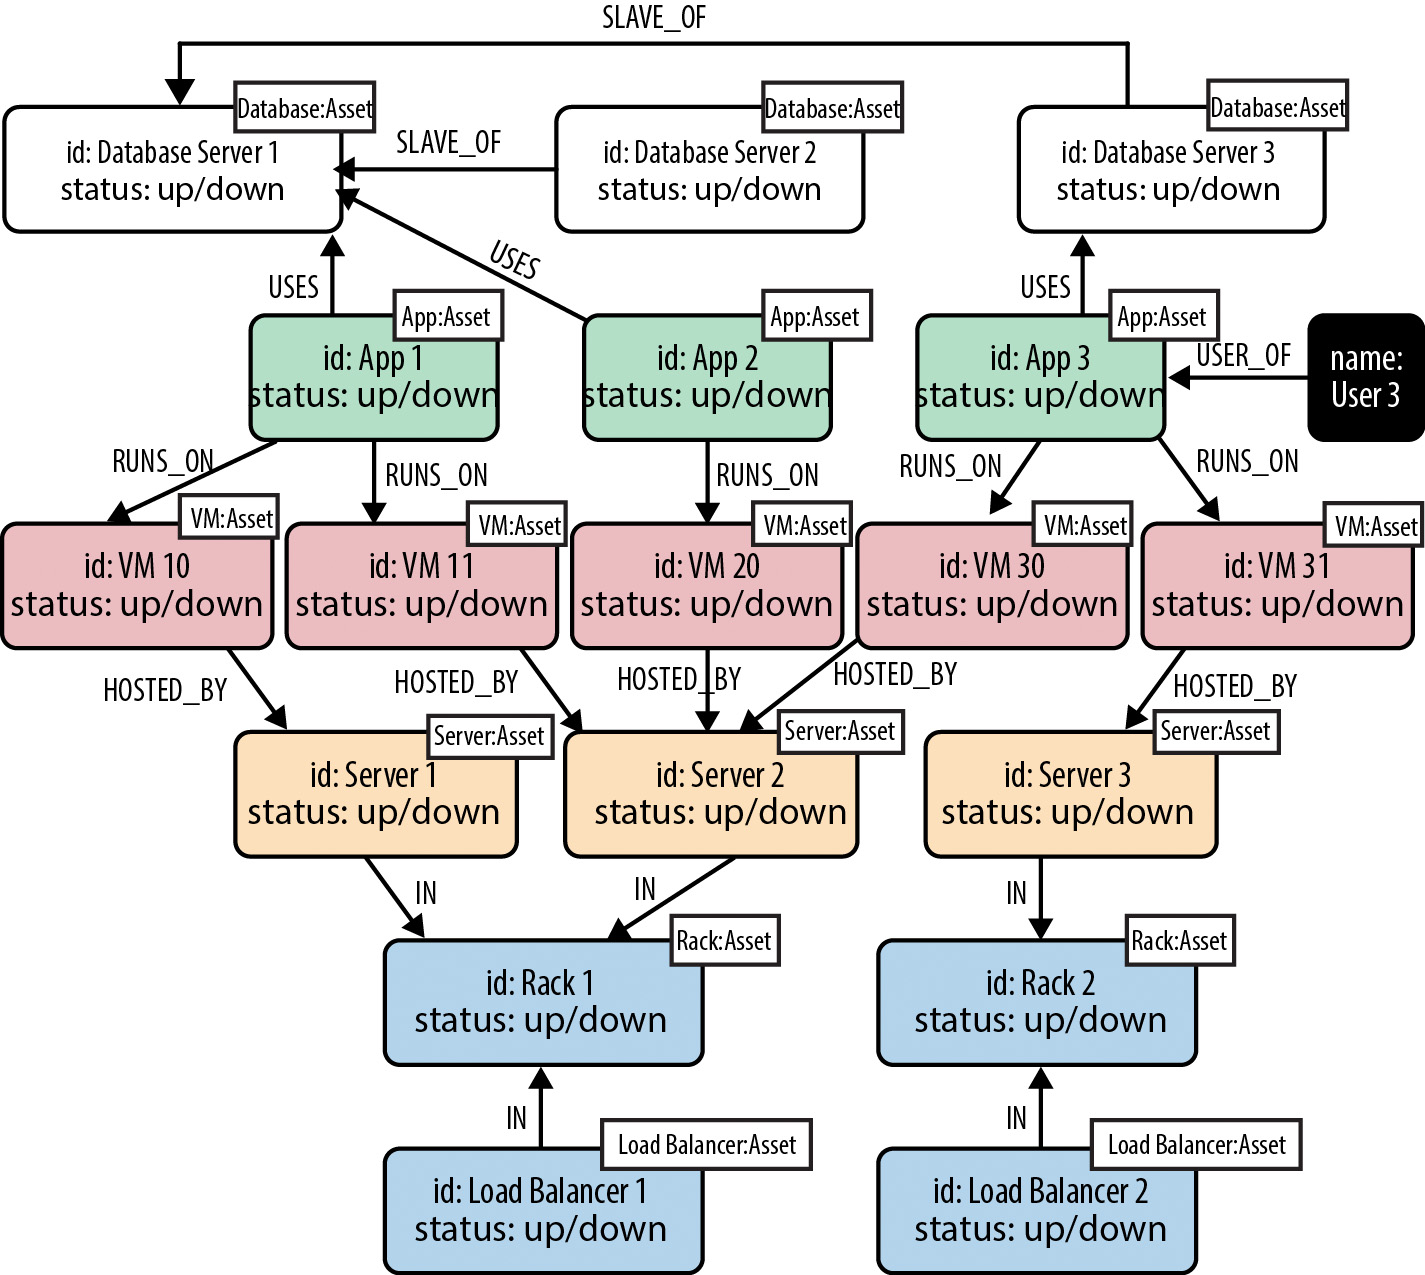 SLAVE_OF
Database:Asset
id: Database Server 1
status: up/down
SLAVE_OF
Database:Asset
id: Database Server 2
status: up/down
Database:Asset
id: Database Server 3
status: up/down
USES
USES
USES
App:Asset
id: App 1
status: up/down
App:Asset
id: App 2
status: up/down
App:Asset
id: App 3
status: up/down
USER_OF
name:
User 3
RUNS_ON
RUNS_ON
RUNS_ON
RUNS_ON
RUNS_ON
VM:Asset
id: VM 10
status: up/down
VM:Asset
id: VM 11
status: up/down
VM:Asset
id: VM 20
status: up/down
VM:Asset
id: VM 30
status: up/down
VM:Asset
id: VM 31
status: up/down
HOSTED_BY
HOSTED_BY
HOSTED_BY
HOSTED_BY
HOSTED_BY
Server:Asset
id: Server 1
status: up/down
Server:Asset
id: Server 2
status: up/down
Server:Asset
id: Server 3
status: up/down
IN
IN
IN
Rack:Asset
id: Rack 1
status: up/down
Rack:Asset
id: Rack 2
status: up/down
IN
IN
Load Balancer:Asset
id: Load Balancer 1
status: up/down
Load Balancer:Asset
id: Load Balancer 2
status: up/down